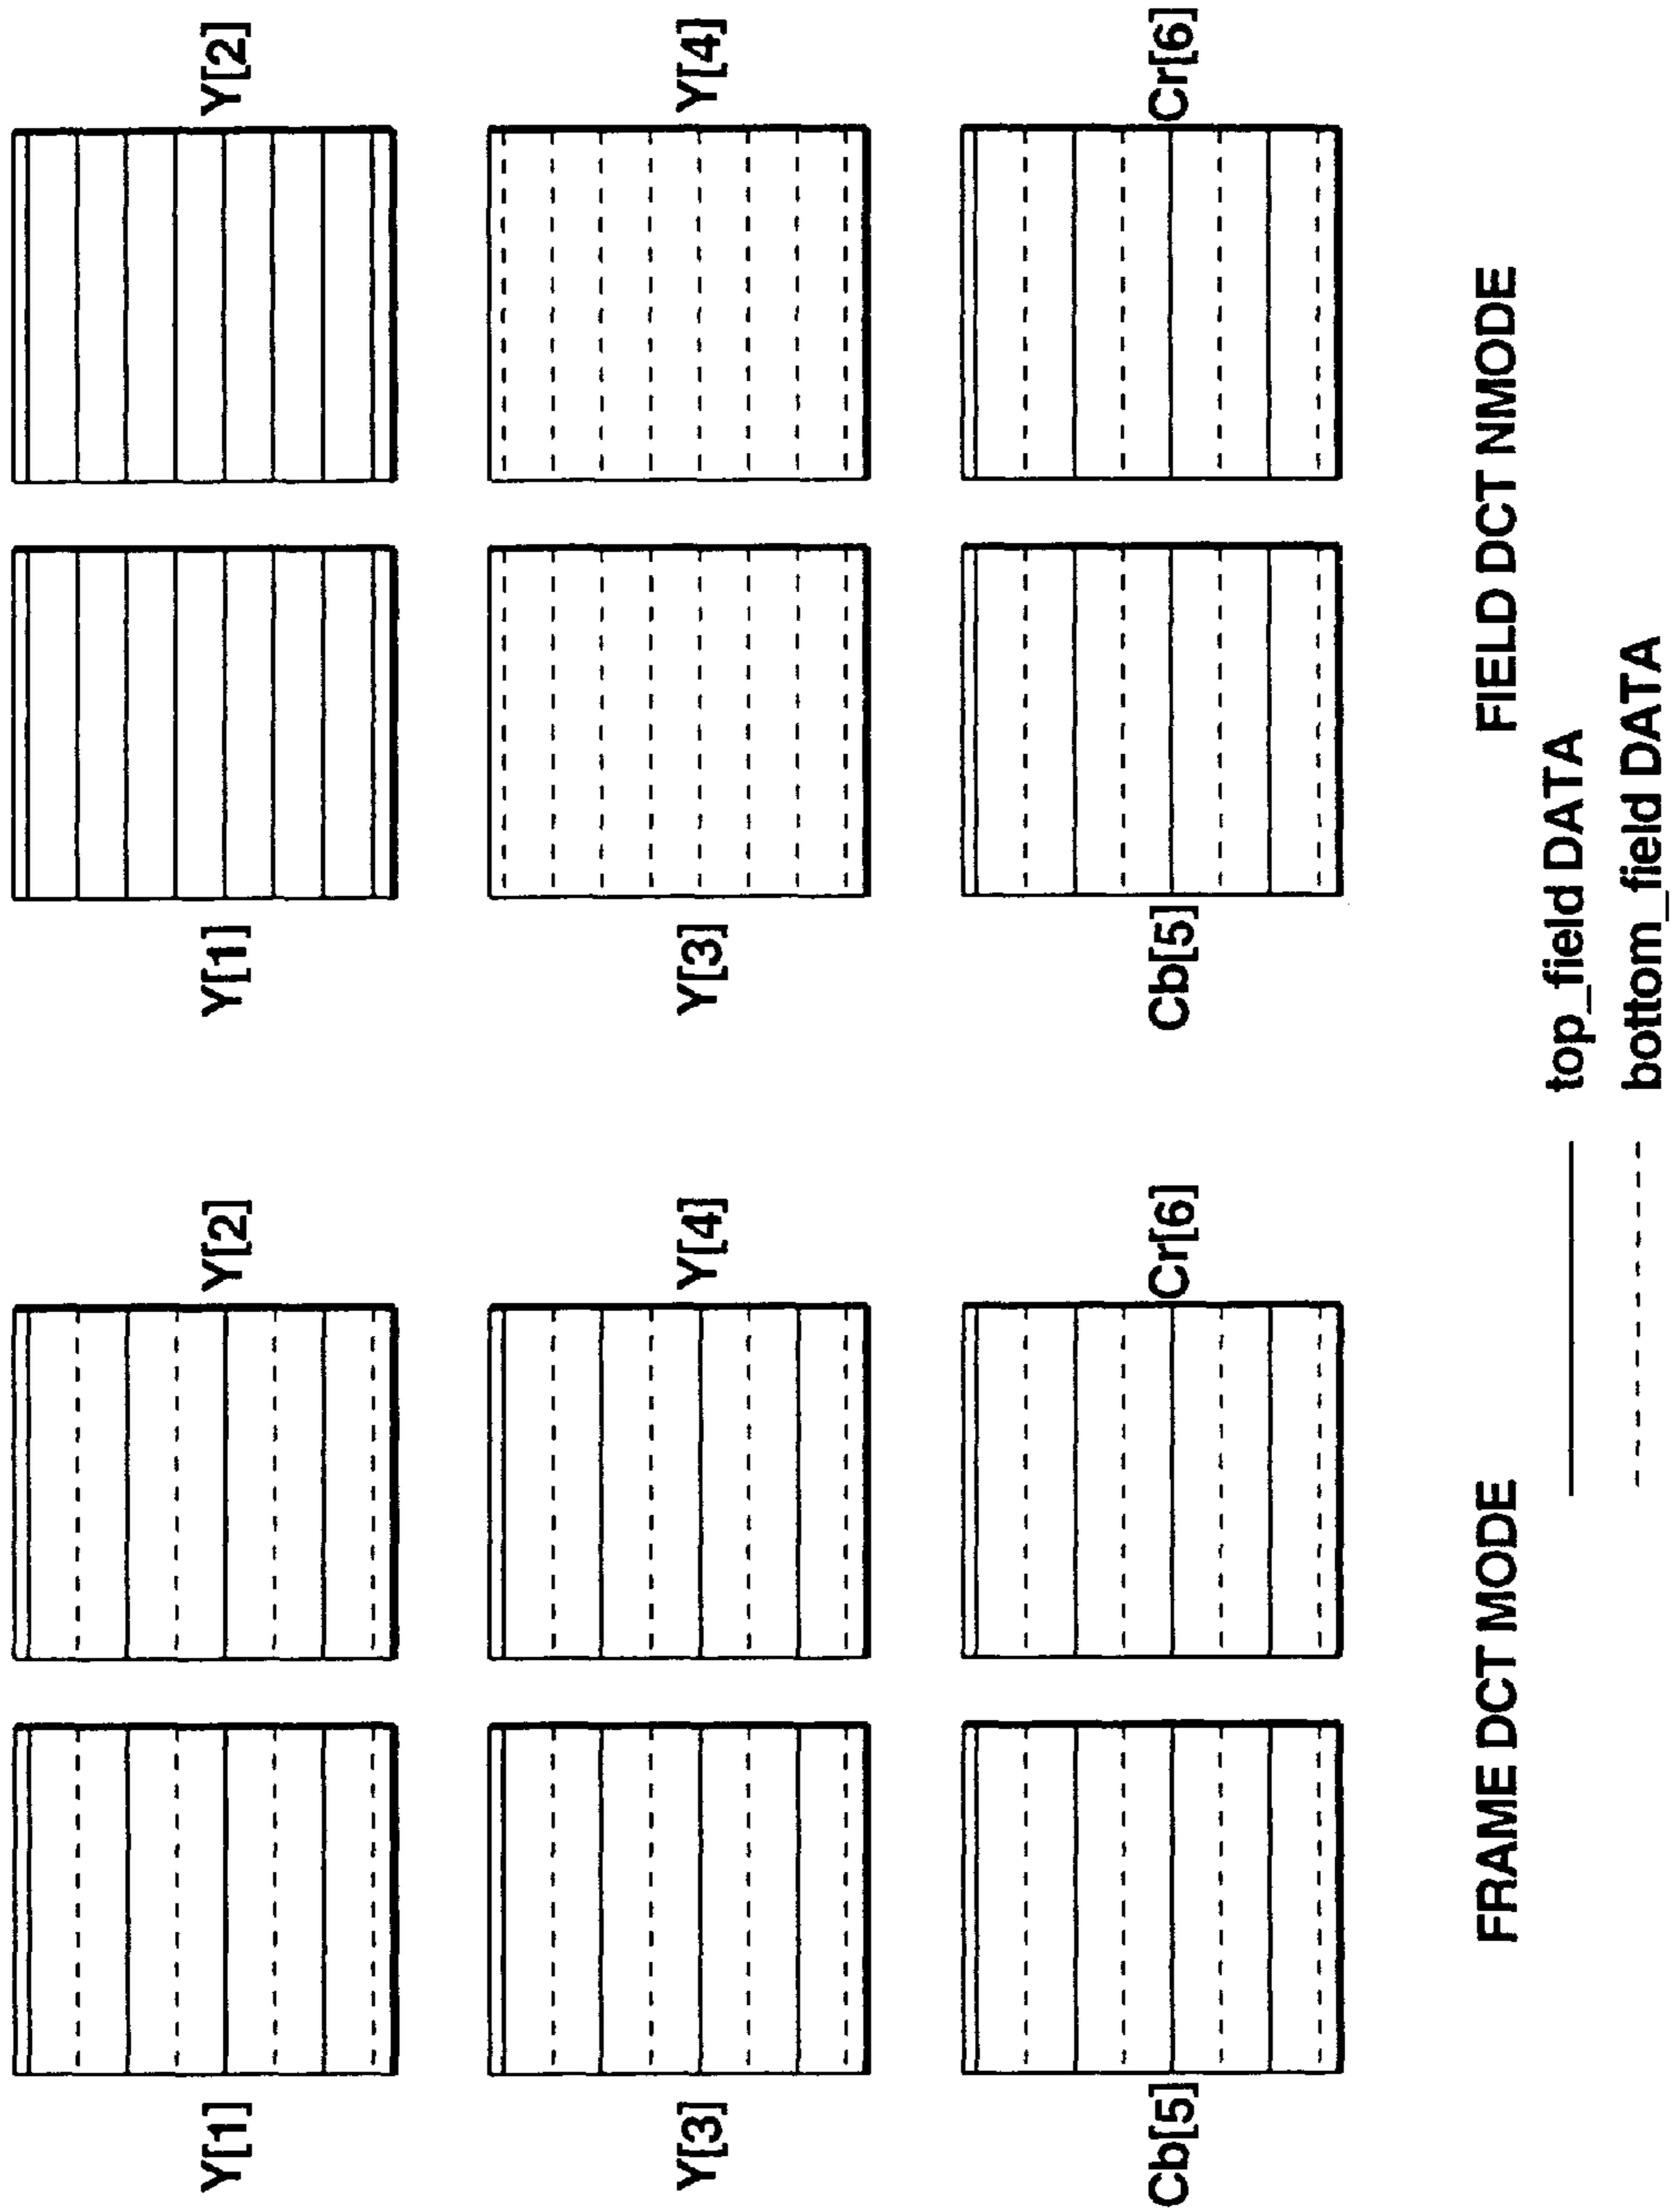 Y[1] Y[2] Y[1] Y[2]
Y[3] Y[4] Y[3] Y[4]
Cb[5] Cr[6] Cb[5] Cr[6]
FRAME DCT MODE FIELD DCT NMODE
top_field DATA
bottom_field DATA